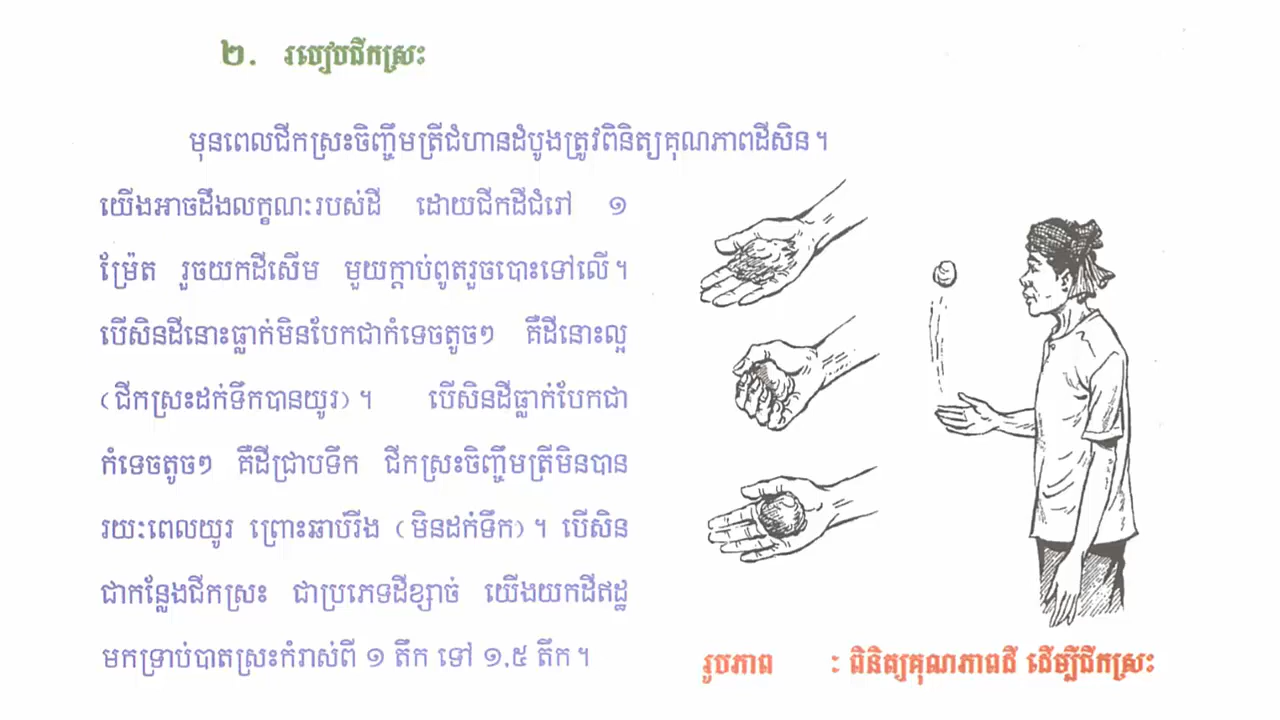 ២. របៀបជីកស្រះ
មុនពេលជីកស្រះចិញ្ចឹមត្រីជំហានដំបូងត្រូវពិនិត្យគុណភាពដីសិន។
យើងអាចដឹងលក្ខណៈរបស់ដី ដោយជីកដីជំរៅ ១
ម៉ែ្រត រួចយកដីសើម មួយក្ដាប់ពូតរួចបោះទៅលើ។
បើសិនដីនោះធ្លាក់មិនបែកជាកំទេចតូចៗ គឺដីនោះល្អ
(ជីកស្រះដក់ទឹកបានយូរ)។ បើសិនដីធ្លាក់បែកជា
កំទេចតូចៗ គឺដីជ្រាបទឹក ជីកស្រះចិញ្ចឹមត្រីមិនបាន
រយៈពេលយូរ ព្រោះឆាប់រីង (មិនដក់ទឹក)។ បើសិន
ជាកន្លែងជីកស្រះ ជាប្រភេទដីខ្សាច់ យើងយកដីឥដ្ឋ
មកទ្រាប់បាតស្រះកំរាស់ពី ១ តឹក ទៅ ១.៥ តឹក។
រូបភាព : ពិនិត្យគុណភាពដី ដើម្បីជីកស្រះ